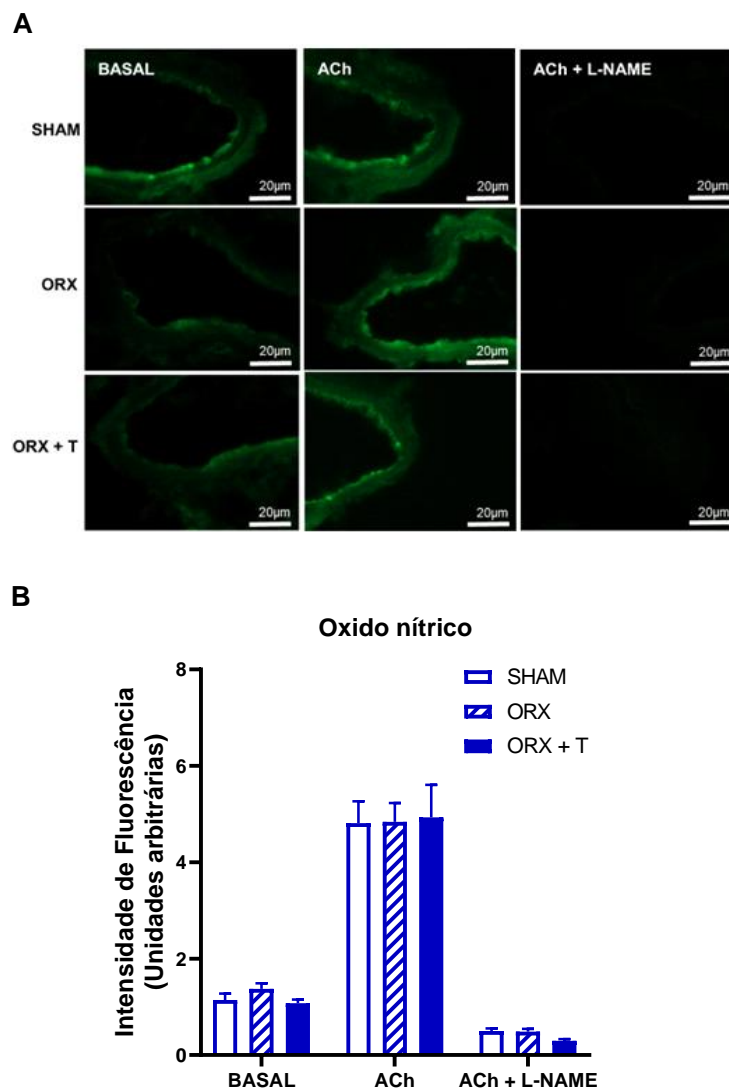 A
BASAL ACh ACh + L-NAME
SHAM
20µm 20µm 20µm
ORX
20µm 20µm 20µm
ORX + T
20µm 20µm 20µm
B
Oxido nítrico
Intensidade de Fluorescência
(Unidades arbitrárias)
8
6
4
2
0
SHAM
ORX
ORX + T
BASAL ACh ACh + L-NAME